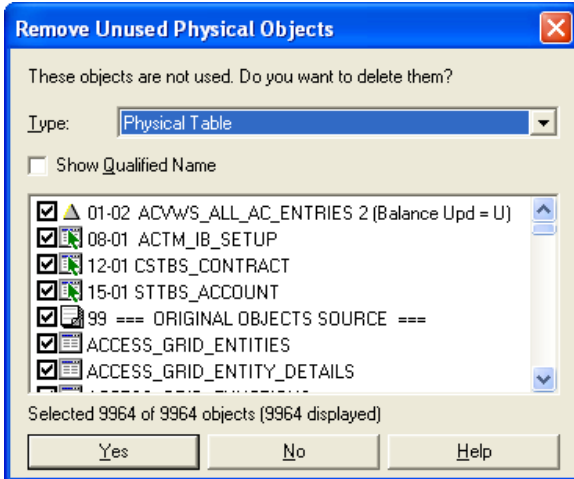 Remove Unused Physical Objects
These objects are not used. Do you want to delete them?
Type: Physical Table
Show Qualified Name
01-02 ACVWS_ALL_AC_ENTRIES 2 (Balance Upd = U)
08-01 ACTM_IB_SETUP
12-01 CSTBS_CONTRACT
15-01 STTBS_ACCOUNT
99 === ORIGINAL OBJECTS SOURCE ===
ACCESS_GRID_ENTITIES
ACCESS_GRID_ENTITY_DETAILS
Selected 9964 of 9964 objects (9964 displayed)
Yes No Help